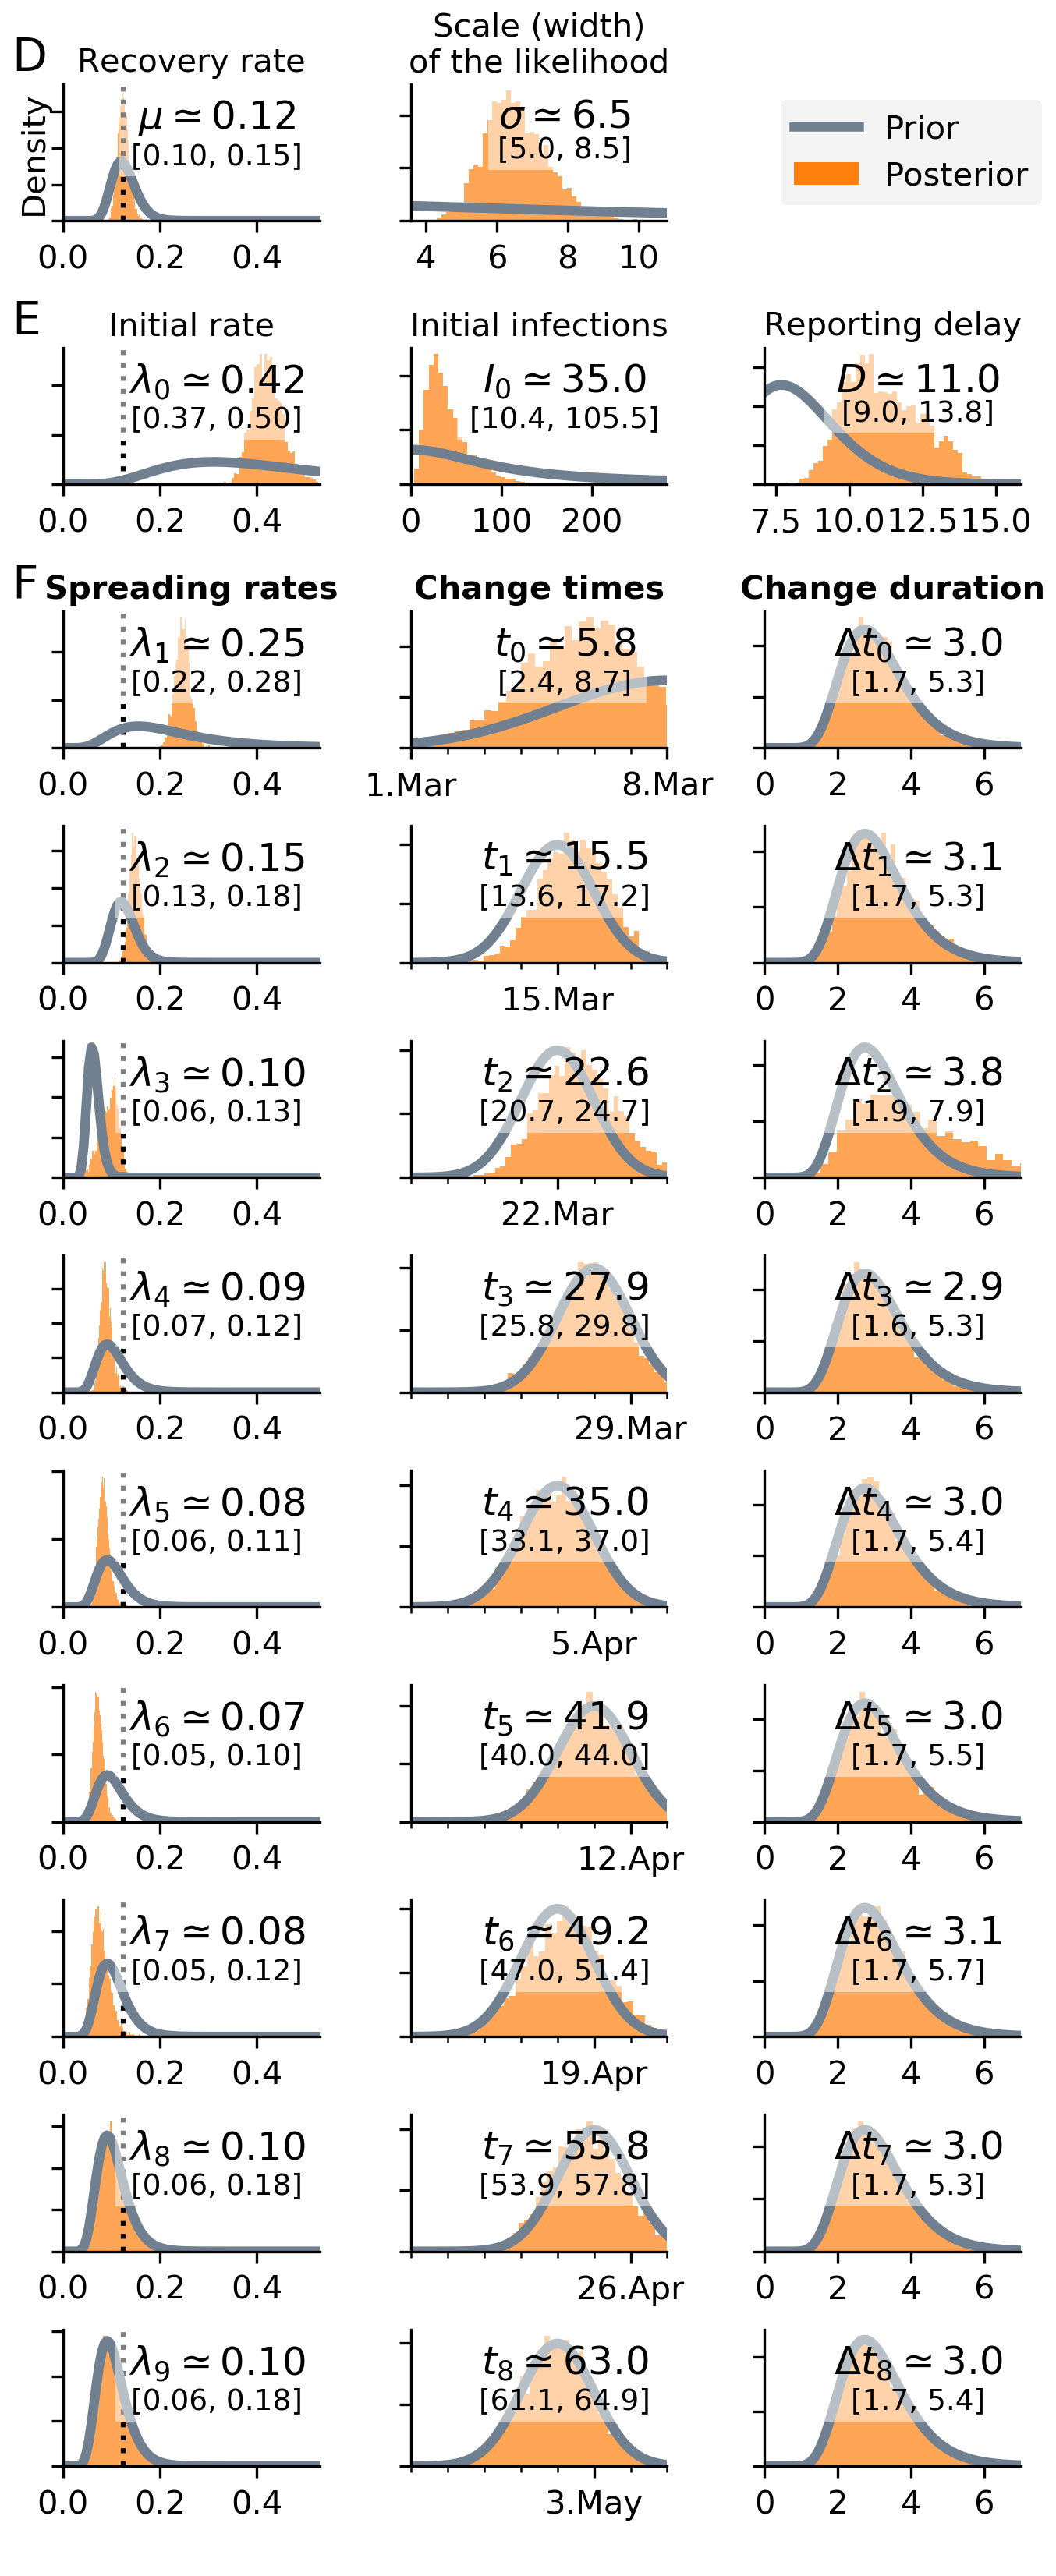 D
Recovery rate
Scale (width)
of the likelihood
Density
μ ≃ 0.12
[0.10, 0.15]
0.0 0.2 0.4
σ ≃ 6.5
[5.0, 8.5]
4 6 8 10
Prior
Posterior
E
Initial rate
λ0 ≃ 0.42
[0.37, 0.50]
0.0 0.2 0.4
Initial infections
I0 ≃ 35.0
[10.4, 105.5]
0 100 200
Reporting delay
D ≃ 11.0
[9.0, 13.8]
7.5 10.0 12.5 15.0
F
Spreading rates
Change times
Change duration
λ1 ≃ 0.25
[0.22, 0.28]
0.0 0.2 0.4
t0 ≃ 5.8
[2.4, 8.7]
1.Mar 8.Mar
Δt0 ≃ 3.0
[1.7, 5.3]
0 2 4 6
λ2 ≃ 0.15
[0.13, 0.18]
0.0 0.2 0.4
t1 ≃ 15.5
[13.6, 17.2]
15.Mar
Δt1 ≃ 3.1
[1.7, 5.3]
0 2 4 6
λ3 ≃ 0.10
[0.06, 0.13]
0.0 0.2 0.4
t2 ≃ 22.6
[20.7, 24.7]
22.Mar
Δt2 ≃ 3.8
[1.9, 7.9]
0 2 4 6
λ4 ≃ 0.09
[0.07, 0.12]
0.0 0.2 0.4
t3 ≃ 27.9
[25.8, 29.8]
29.Mar
Δt3 ≃ 2.9
[1.6, 5.3]
0 2 4 6
λ5 ≃ 0.08
[0.06, 0.11]
0.0 0.2 0.4
t4 ≃ 35.0
[33.1, 37.0]
5.Apr
Δt4 ≃ 3.0
[1.7, 5.4]
0 2 4 6
λ6 ≃ 0.07
[0.05, 0.10]
0.0 0.2 0.4
t5 ≃ 41.9
[40.0, 44.0]
12.Apr
Δt5 ≃ 3.0
[1.7, 5.5]
0 2 4 6
λ7 ≃ 0.08
[0.05, 0.12]
0.0 0.2 0.4
t6 ≃ 49.2
[47.0, 51.4]
19.Apr
Δt6 ≃ 3.1
[1.7, 5.7]
0 2 4 6
λ8 ≃ 0.10
[0.06, 0.18]
0.0 0.2 0.4
t7 ≃ 55.8
[53.9, 57.8]
26.Apr
Δt7 ≃ 3.0
[1.7, 5.3]
0 2 4 6
λ9 ≃ 0.10
[0.06, 0.18]
0.0 0.2 0.4
t8 ≃ 63.0
[61.1, 64.9]
3.May
Δt8 ≃ 3.0
[1.7, 5.4]
0 2 4 6